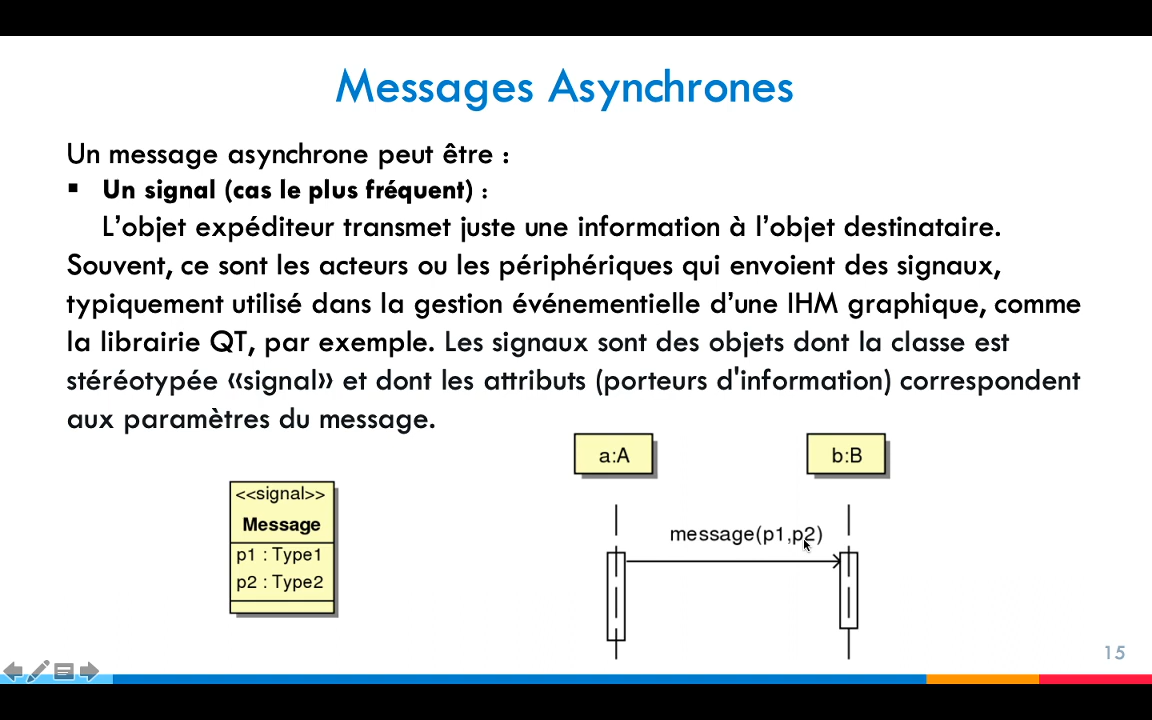 Messages Asynchrones
Un message asynchrone peut être :
▪ Un signal (cas le plus fréquent) :
L’objet expéditeur transmet juste une information à l’objet destinataire.
Souvent, ce sont les acteurs ou les périphériques qui envoient des signaux,
typiquement utilisé dans la gestion événementielle d’une IHM graphique, comme
la librairie QT, par exemple. Les signaux sont des objets dont la classe est
stéréotypée «signal» et dont les attributs (porteurs d'information) correspondent
aux paramètres du message.
a:A
b:B
<<signal>>
Message
p1 : Type1
p2 : Type2
message(p1,p2)
15